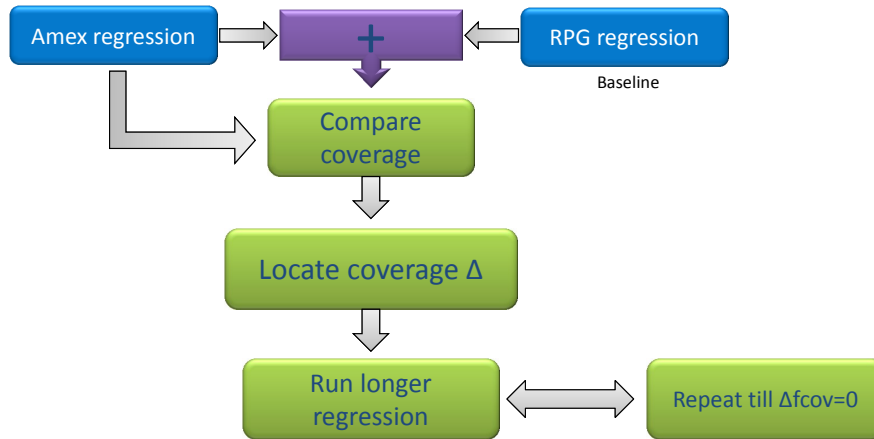 Amex regression
+
RPG regression
Baseline
Compare
coverage
Locate coverage Δ
Run longer
regression
Repeat till Δfcov=0